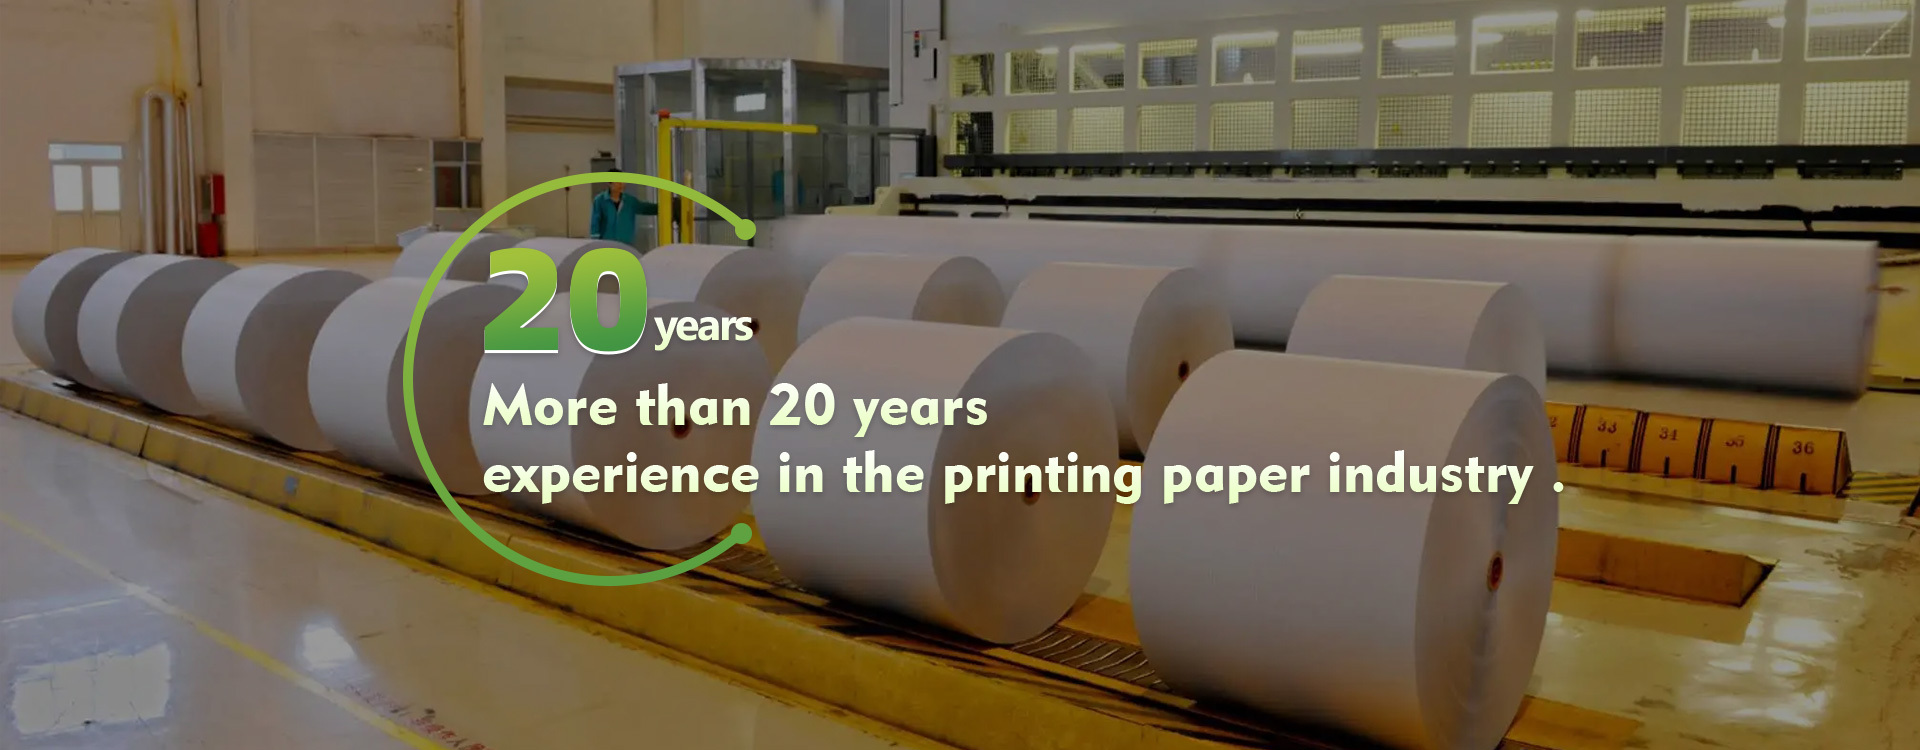 20 years
More than 20 years
experience in the printing paper industry .
33 34 35 36